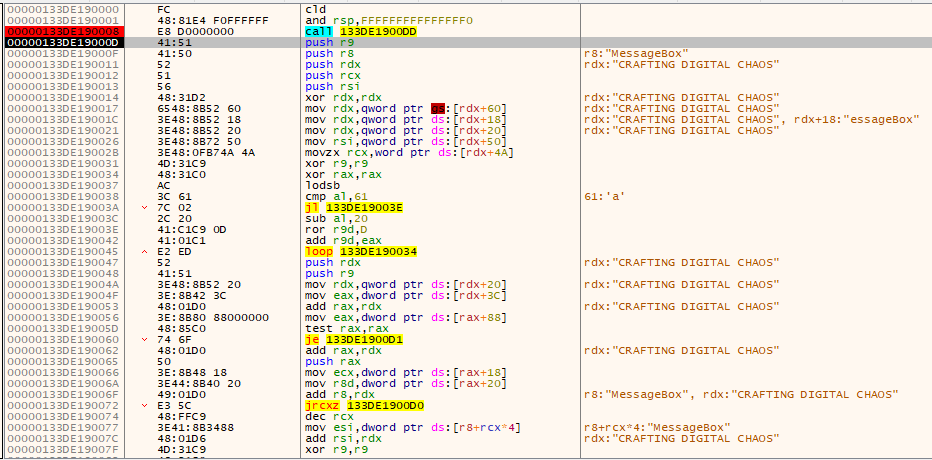 00000133DE190000 FC cld
00000133DE190001 48:81E4 F0FFFFFF and rsp,FFFFFFFFFFFFFFF0
00000133DE190008 E8 D0000000 call 133DE1900DD
00000133DE19000D 41:51 push r9
00000133DE19000F 41:50 push r8 r8:"MessageBox"
00000133DE190011 52 push rdx rdx:"CRAFTING DIGITAL CHAOS"
00000133DE190012 51 push rcx
00000133DE190013 56 push rsi
00000133DE190014 48:31D2 xor rdx,rdx rdx:"CRAFTING DIGITAL CHAOS"
00000133DE190017 6548:8B52 60 mov rdx,qword ptr gs:[rdx+60] rdx:"CRAFTING DIGITAL CHAOS"
00000133DE19001C 3E48:8B52 18 mov rdx,qword ptr ds:[rdx+18] rdx:"CRAFTING DIGITAL CHAOS", rdx+18:"essageBox"
00000133DE190021 3E48:8B52 20 mov rdx,qword ptr ds:[rdx+20] rdx:"CRAFTING DIGITAL CHAOS"
00000133DE190026 3E48:8B72 50 mov rsi,qword ptr ds:[rdx+50]
00000133DE19002B 3E48:0FB74A 4A movzx rcx,word ptr ds:[rdx+4A]
00000133DE190031 4D:31C9 xor r9,r9
00000133DE190034 48:31C0 xor rax,rax
00000133DE190037 AC lodsb
00000133DE190038 3C 61 cmp al,61 61:'a'
00000133DE19003A 7C 02 jl 133DE19003E
00000133DE19003C 2C 20 sub al,20
00000133DE19003E 41:C1C9 0D ror r9d,D
00000133DE190042 41:01C1 add r9d,eax
00000133DE190045 E2 ED loop 133DE190034
00000133DE190047 52 push rdx rdx:"CRAFTING DIGITAL CHAOS"
00000133DE190048 41:51 push r9
00000133DE19004A 3E48:8B52 20 mov rdx,qword ptr ds:[rdx+20] rdx:"CRAFTING DIGITAL CHAOS"
00000133DE19004F 3E:8B42 3C mov eax,dword ptr ds:[rdx+3C] rdx:"CRAFTING DIGITAL CHAOS"
00000133DE190053 48:01D0 add rax,rdx rdx:"CRAFTING DIGITAL CHAOS"
00000133DE190056 3E:8B80 88000000 mov eax,dword ptr ds:[rax+88]
00000133DE19005D 48:85C0 test rax,rax
00000133DE190060 74 6F je 133DE1900D1
00000133DE190062 48:01D0 add rax,rdx rdx:"CRAFTING DIGITAL CHAOS"
00000133DE190065 50 push rax
00000133DE190066 3E:8B48 18 mov ecx,dword ptr ds:[rax+18]
00000133DE19006A 3E44:8B40 20 mov r8d,dword ptr ds:[rax+20]
00000133DE19006F 49:01D0 add r8,rdx r8:"MessageBox", rdx:"CRAFTING DIGITAL CHAOS"
00000133DE190072 E3 5C jrcxz 133DE1900D0
00000133DE190074 48:FFC9 dec rcx
00000133DE190077 3E41:8B3488 mov esi,dword ptr ds:[r8+rcx*4] r8+rcx*4:"MessageBox"
00000133DE19007C 48:01D6 add rsi,rdx rdx:"CRAFTING DIGITAL CHAOS"
00000133DE19007F 4D:31C9 xor r9,r9